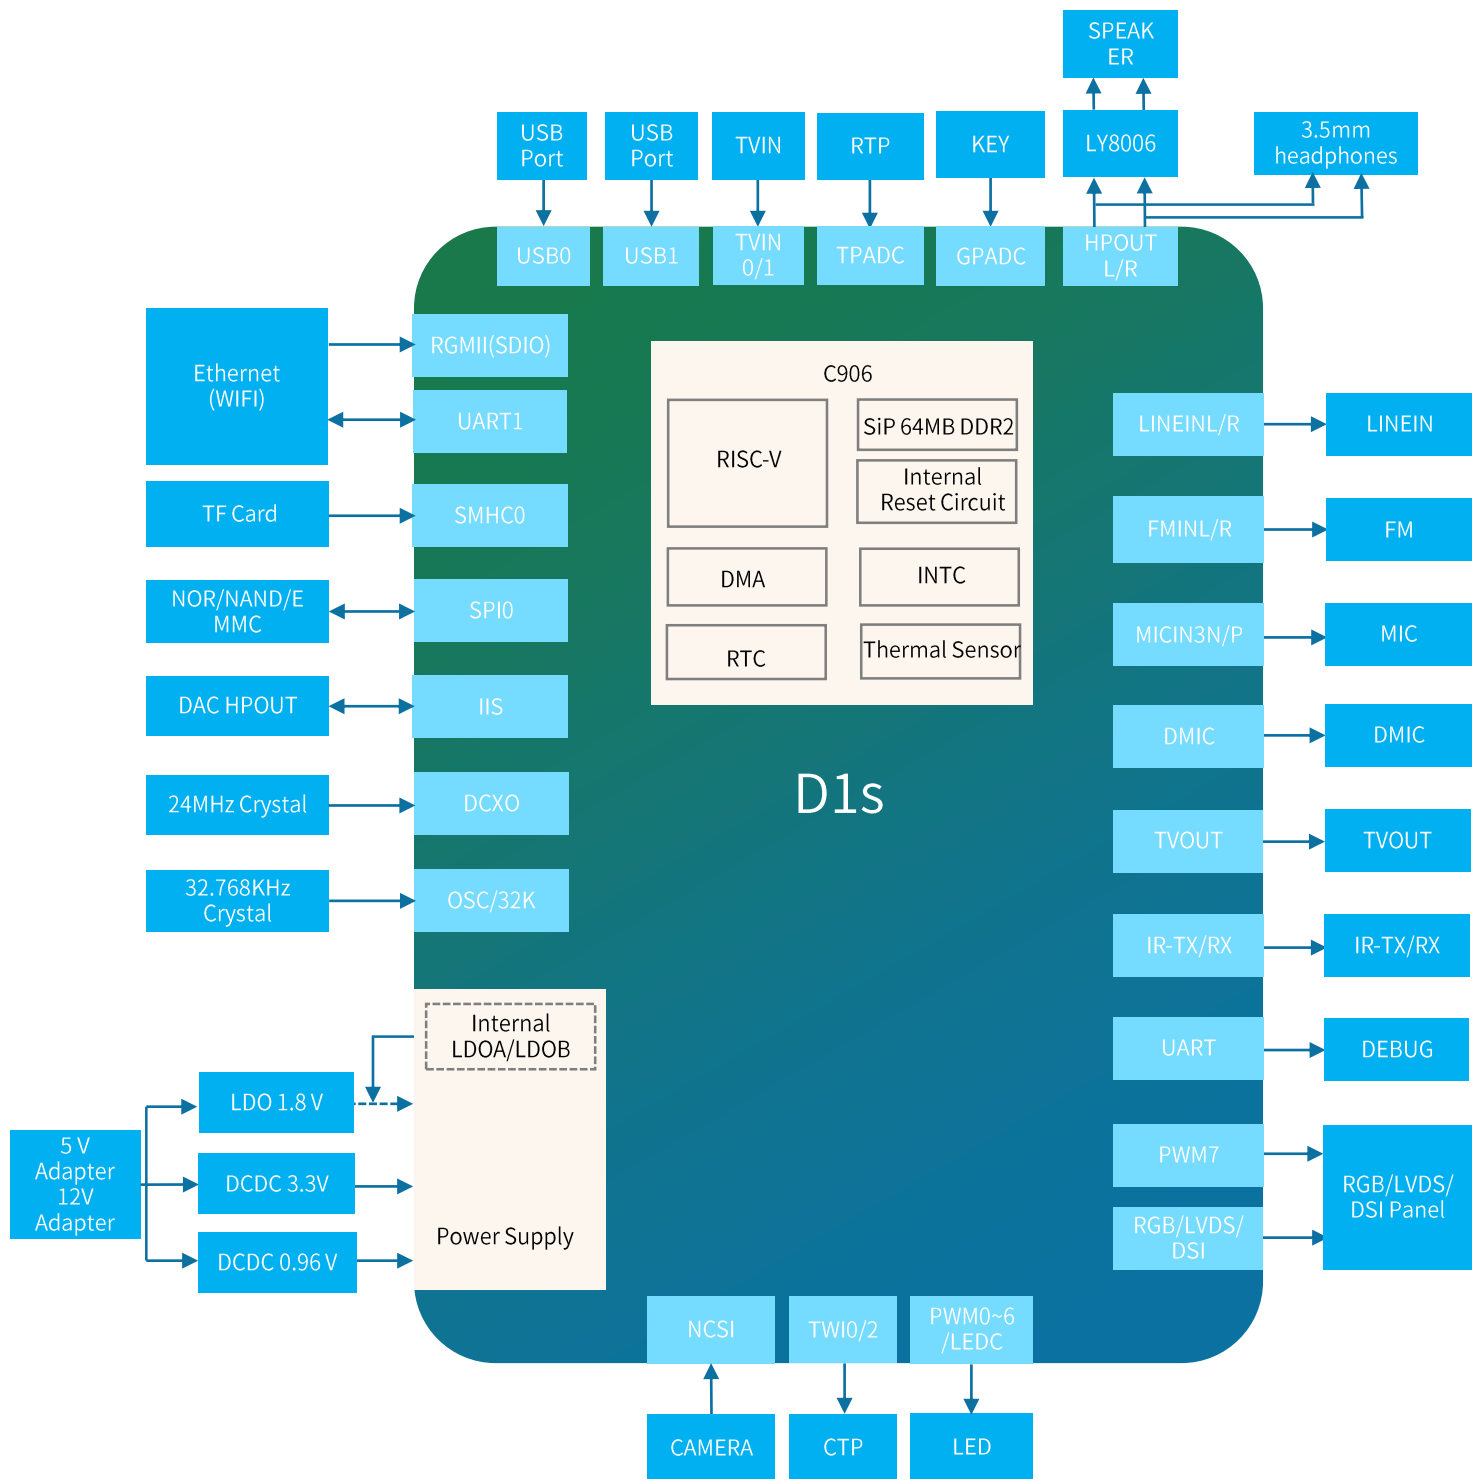 SPEAK
ER
USB
Port
USB
Port
TVIN
RTP
KEY
LY8006
3.5mm
headphones
USB0
USB1
TVIN
0/1
TPADC
GPADC
HPOUT
L/R
Ethernet
(WIFI)
RGMII(SDIO)
UART1
TF Card
SMHC0
NOR/NAND/E
MMC
SPI0
DAC HPOUT
IIS
24MHz Crystal
DCXO
32.768KHz
Crystal
OSC/32K
C906
RISC-V
SiP 64MB DDR2
Internal
Reset Circuit
DMA
INTC
RTC
Thermal Sensor
D1s
LINEINL/R
LINEIN
FMINL/R
FM
MICIN3N/P
MIC
DMIC
DMIC
TVOUT
TVOUT
IR-TX/RX
IR-TX/RX
UART
DEBUG
PWM7
RGB/LVDS/
DSI
RGB/LVDS/
DSI Panel
Internal
LDOA/LDOB
Power Supply
LDO 1.8 V
DCDC 3.3V
DCDC 0.96 V
5 V
Adapter
12V
Adapter
NCSI
TWI0/2
PWM0~6
/LEDC
CAMERA
CTP
LED